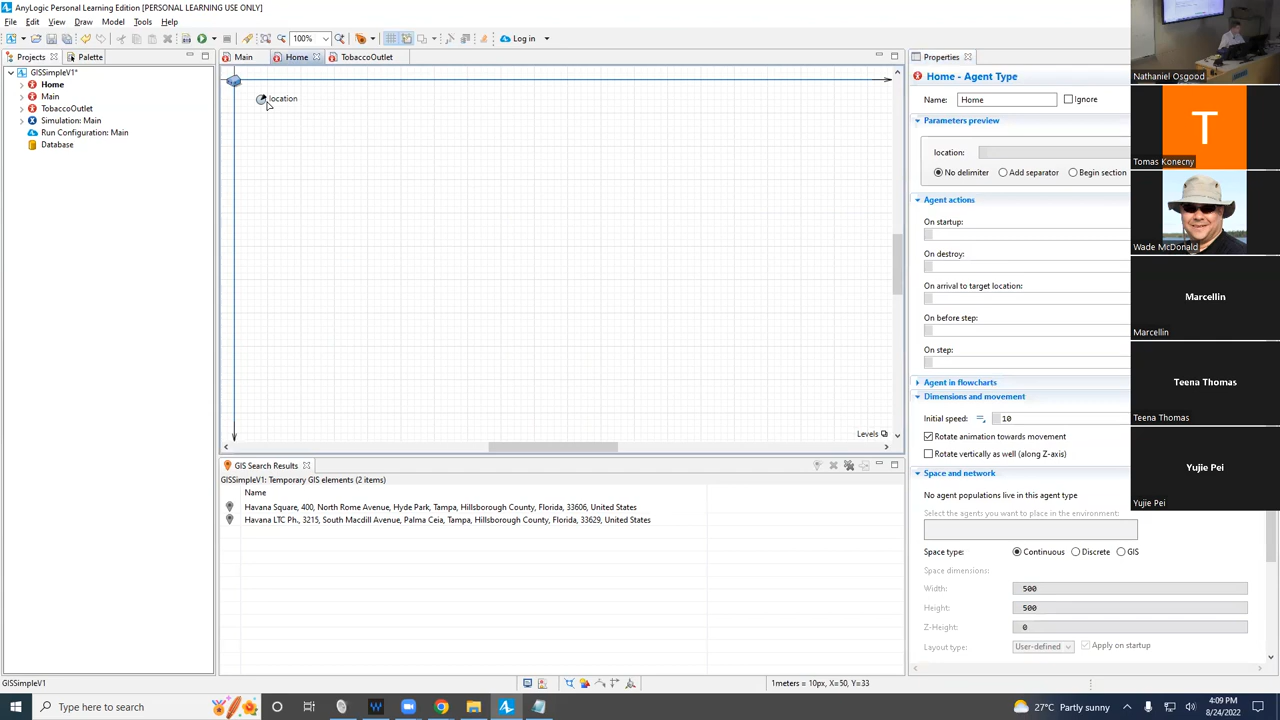 AnyLogic Personal Learning Edition [PERSONAL LEARNING USE ONLY]
File Edit View Draw Model Tools Help
100%
Log in
Projects
Palette
GISSimpleV1*
Home
Main
TobaccoOutlet
Simulation: Main
Run Configuration: Main
Database
Main
Home
TobaccoOutlet
location
Levels
GIS Search Results
GISSimpleV1: Temporary GIS elements (2 items)
Name
Havana Square, 400, North Rome Avenue, Hyde Park, Tampa, Hillsborough County, Florida, 33606, United States
Havana LTC Ph., 3215, South Macdill Avenue, Palma Ceia, Tampa, Hillsborough County, Florida, 33629, United States
Properties
Home - Agent Type
Name: Home Ignore
Parameters preview
location:
No delimiter Add separator Begin section
Agent actions
On startup:
On destroy:
On arrival to target location:
On before step:
On step:
Agent in flowcharts
Dimensions and movement
Initial speed: 10
Rotate animation towards movement
Rotate vertically as well (along Z-axis)
Space and network
No agent populations live in this agent type
Select the agents you want to place in the environment:
Space type: Continuous Discrete GIS
Space dimensions:
Width: 500
Height: 500
Z-Height: 0
Layout type: User-defined Apply on startup
Nathaniel Osgood
T
Tomas Konecny
Wade McDonald
Marcellin
Marcellin
Teena Thomas
Teena Thomas
Yujie Pei
Yujie Pei
GISSimpleV1
1meters = 10px, X=50, Y=33
Type here to search
27°C Partly sunny
4:09 PM
8/24/2022